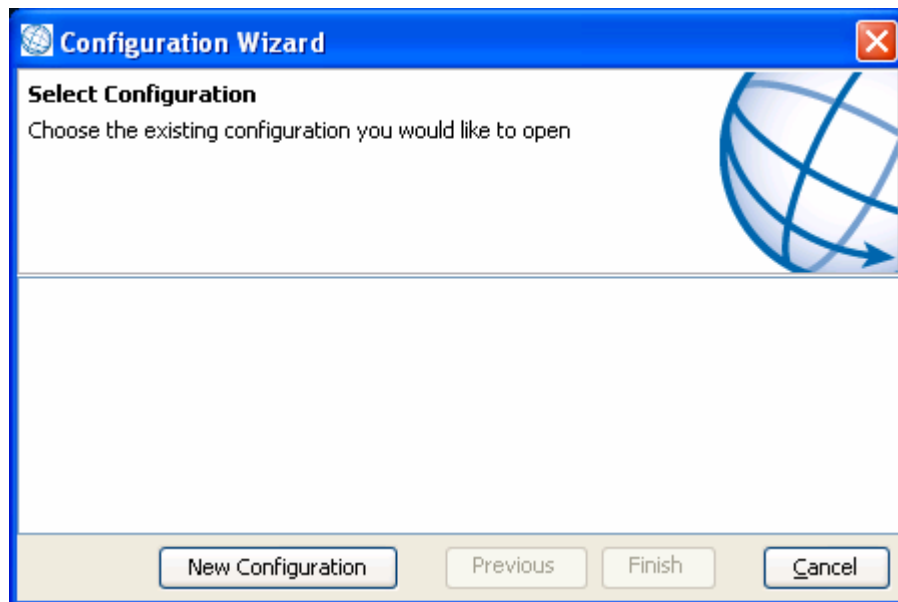 Configuration Wizard
Select Configuration
Choose the existing configuration you would like to open
New Configuration Previous Finish Cancel